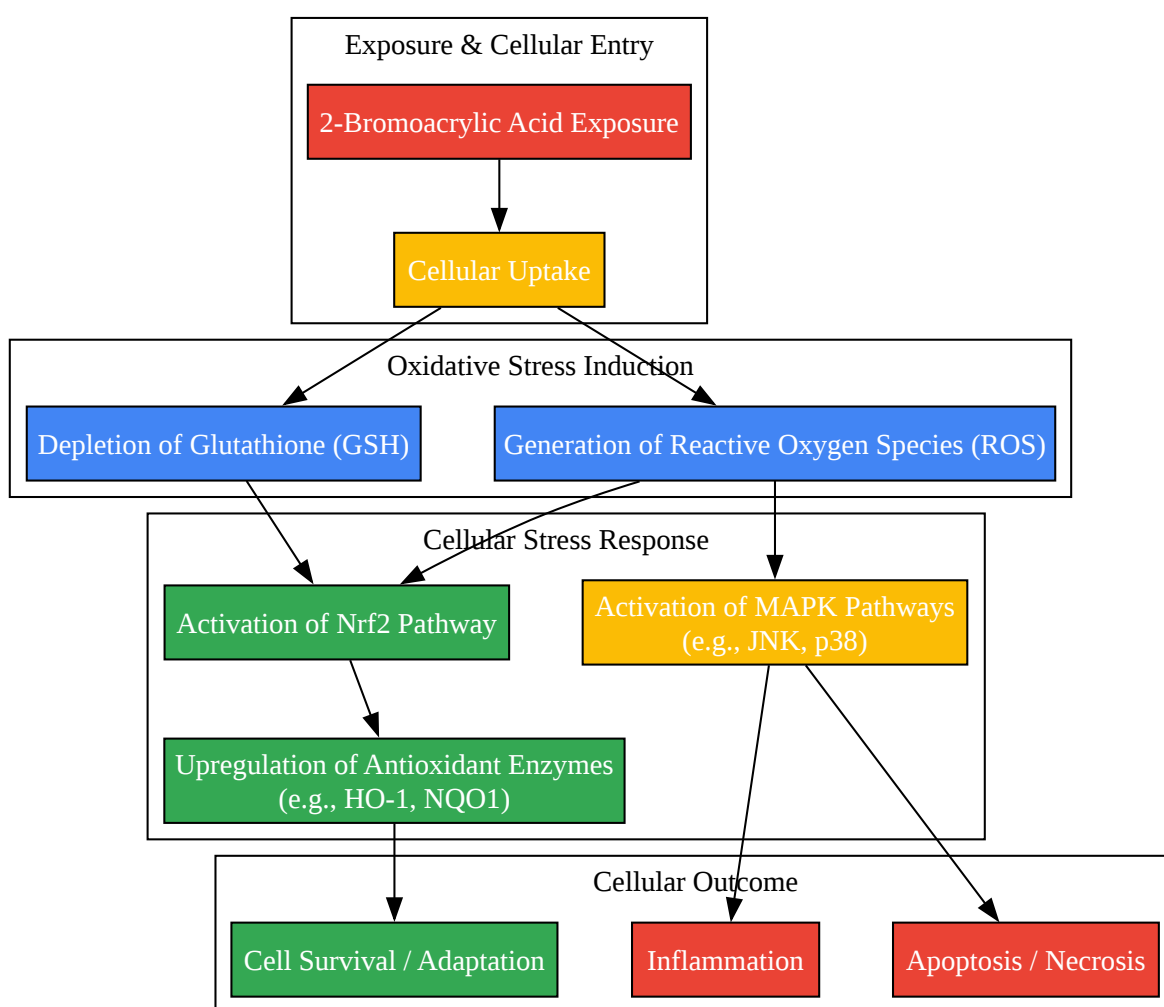 Exposure & Cellular Entry
2-Bromoacrylic Acid Exposure
Cellular Uptake
Oxidative Stress Induction
Depletion of Glutathione (GSH)
Generation of Reactive Oxygen Species (ROS)
Cellular Stress Response
Activation of Nrf2 Pathway
Activation of MAPK Pathways
(e.g., JNK, p38)
Upregulation of Antioxidant Enzymes
(e.g., HO-1, NQO1)
Cellular Outcome
Cell Survival / Adaptation
Inflammation
Apoptosis / Necrosis